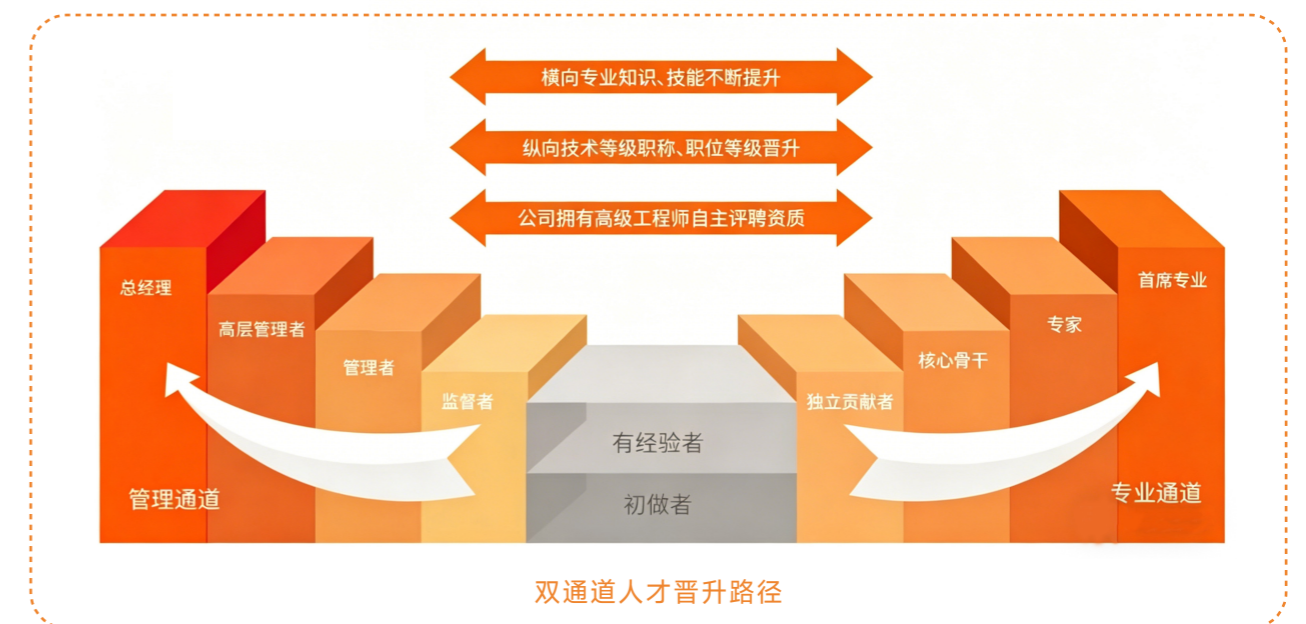 横向专业知识、技能不断提升
纵向技术等级职称、职位等级晋升
公司拥有高级工程师自主评聘资质
总经理
高层管理者
管理者
监督者
管理通道
有经验者
初做者
独立贡献者
核心骨干
专家
首席专业
专业通道
双通道人才晋升路径